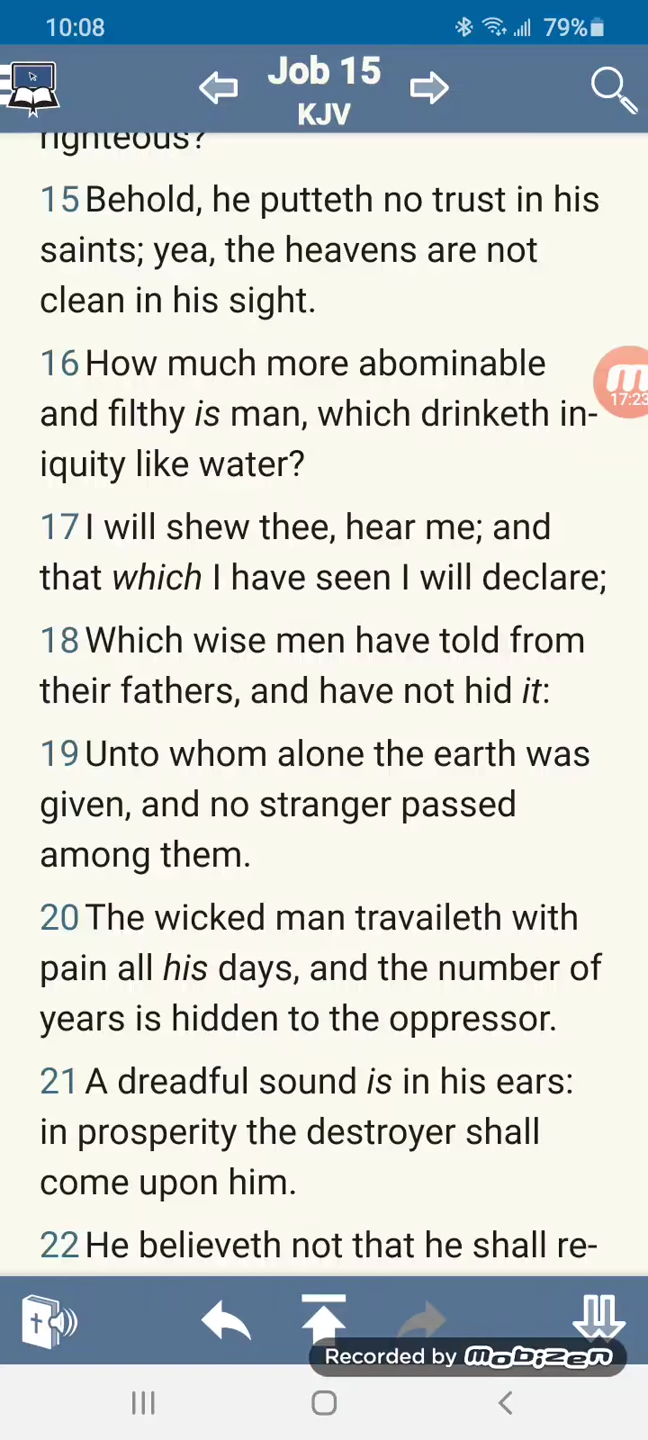 10:08
79%
Job 15
KJV
righteous?
15 Behold, he putteth no trust in his
saints; yea, the heavens are not
clean in his sight.
16 How much more abominable
and filthy is man, which drinketh in-
iquity like water?
17:23
17 I will shew thee, hear me; and
that which I have seen I will declare;
18 Which wise men have told from
their fathers, and have not hid it:
19 Unto whom alone the earth was
given, and no stranger passed
among them.
20 The wicked man travaileth with
pain all his days, and the number of
years is hidden to the oppressor.
21 A dreadful sound is in his ears:
in prosperity the destroyer shall
come upon him.
22 He believeth not that he shall re-
Recorded by mobizen